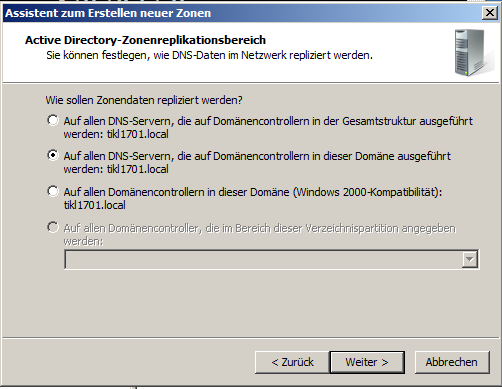 Assistent zum Erstellen neuer Zonen
Active Directory-Zonenreplikationsbereich
Sie können festlegen, wie DNS-Daten im Netzwerk repliziert werden.
Wie sollen Zonendaten repliziert werden?
Auf allen DNS-Servern, die auf Domänencontrollern in der Gesamtstruktur ausgeführt
werden: tikl1701.local
Auf allen DNS-Servern, die auf Domänencontrollern in dieser Domäne ausgeführt
werden: tikl1701.local
Auf allen Domänencontrollern in dieser Domäne (Windows 2000-Kompatibilität):
tikl1701.local
Auf allen Domänencontroller, die im Bereich dieser Verzeichnispartition angegeben
werden:
< Zurück Weiter > Abbrechen